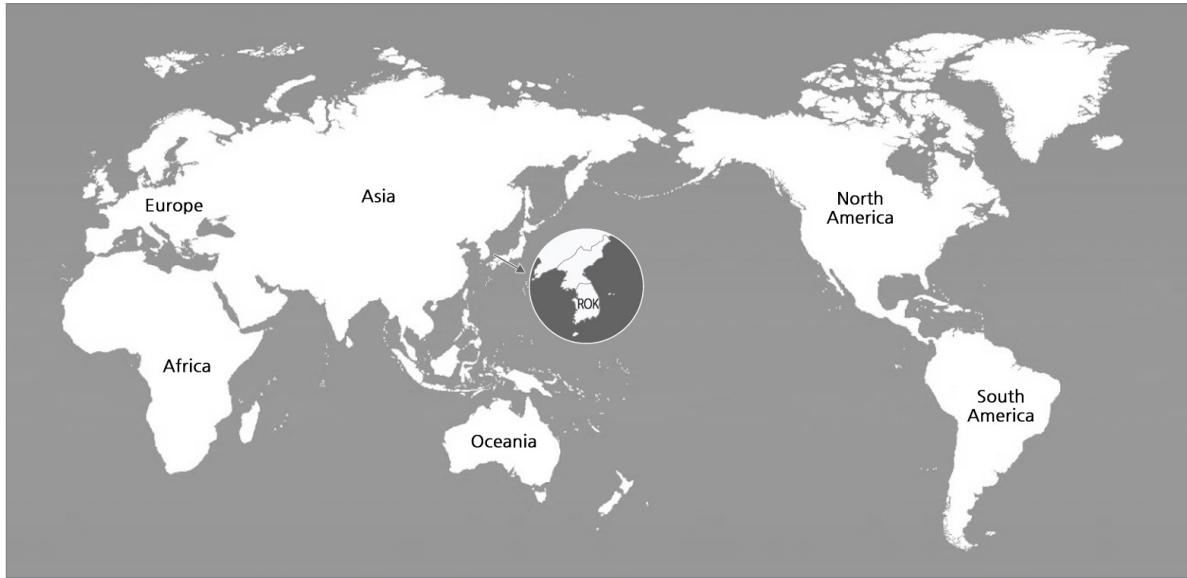 Asia
Europe
North
America
ROK
Africa
South
America
Oceania